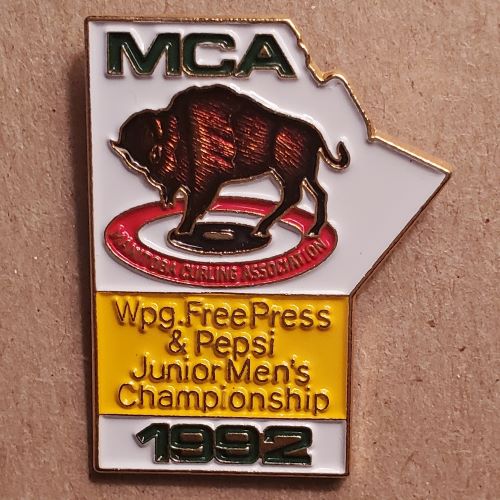 MCA
MANITOBA CURLING ASSOCIATION
Wpg. Free Press
& Pepsi
Junior Men's
Championship
1992